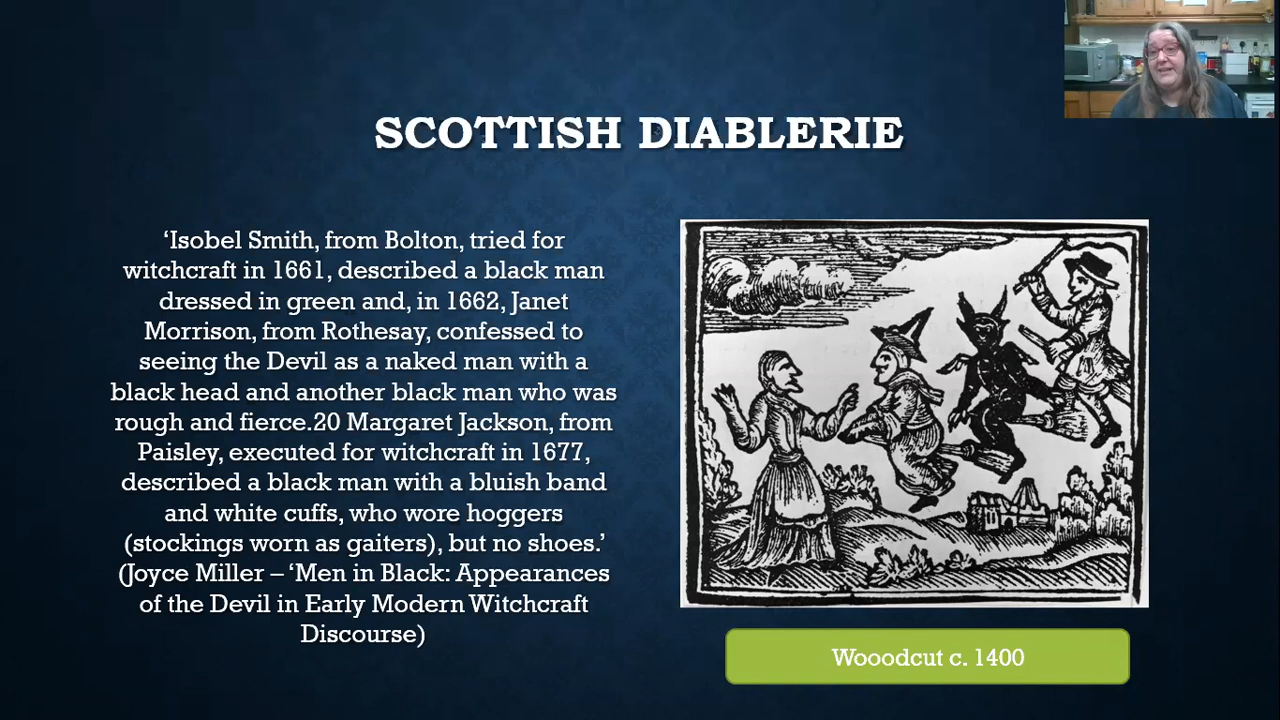 SCOTTISH DIABLERIE
‘Isobel Smith, from Bolton, tried for
witchcraft in 1661, described a black man
dressed in green and, in 1662, Janet
Morrison, from Rothesay, confessed to
seeing the Devil as a naked man with a
black head and another black man who was
rough and fierce.20 Margaret Jackson, from
Paisley, executed for witchcraft in 1677,
described a black man with a bluish band
and white cuffs, who wore hoggers
(stockings worn as gaiters), but no shoes.’
(Joyce Miller – ‘Men in Black: Appearances
of the Devil in Early Modern Witchcraft
Discourse)
Wooodcut c. 1400